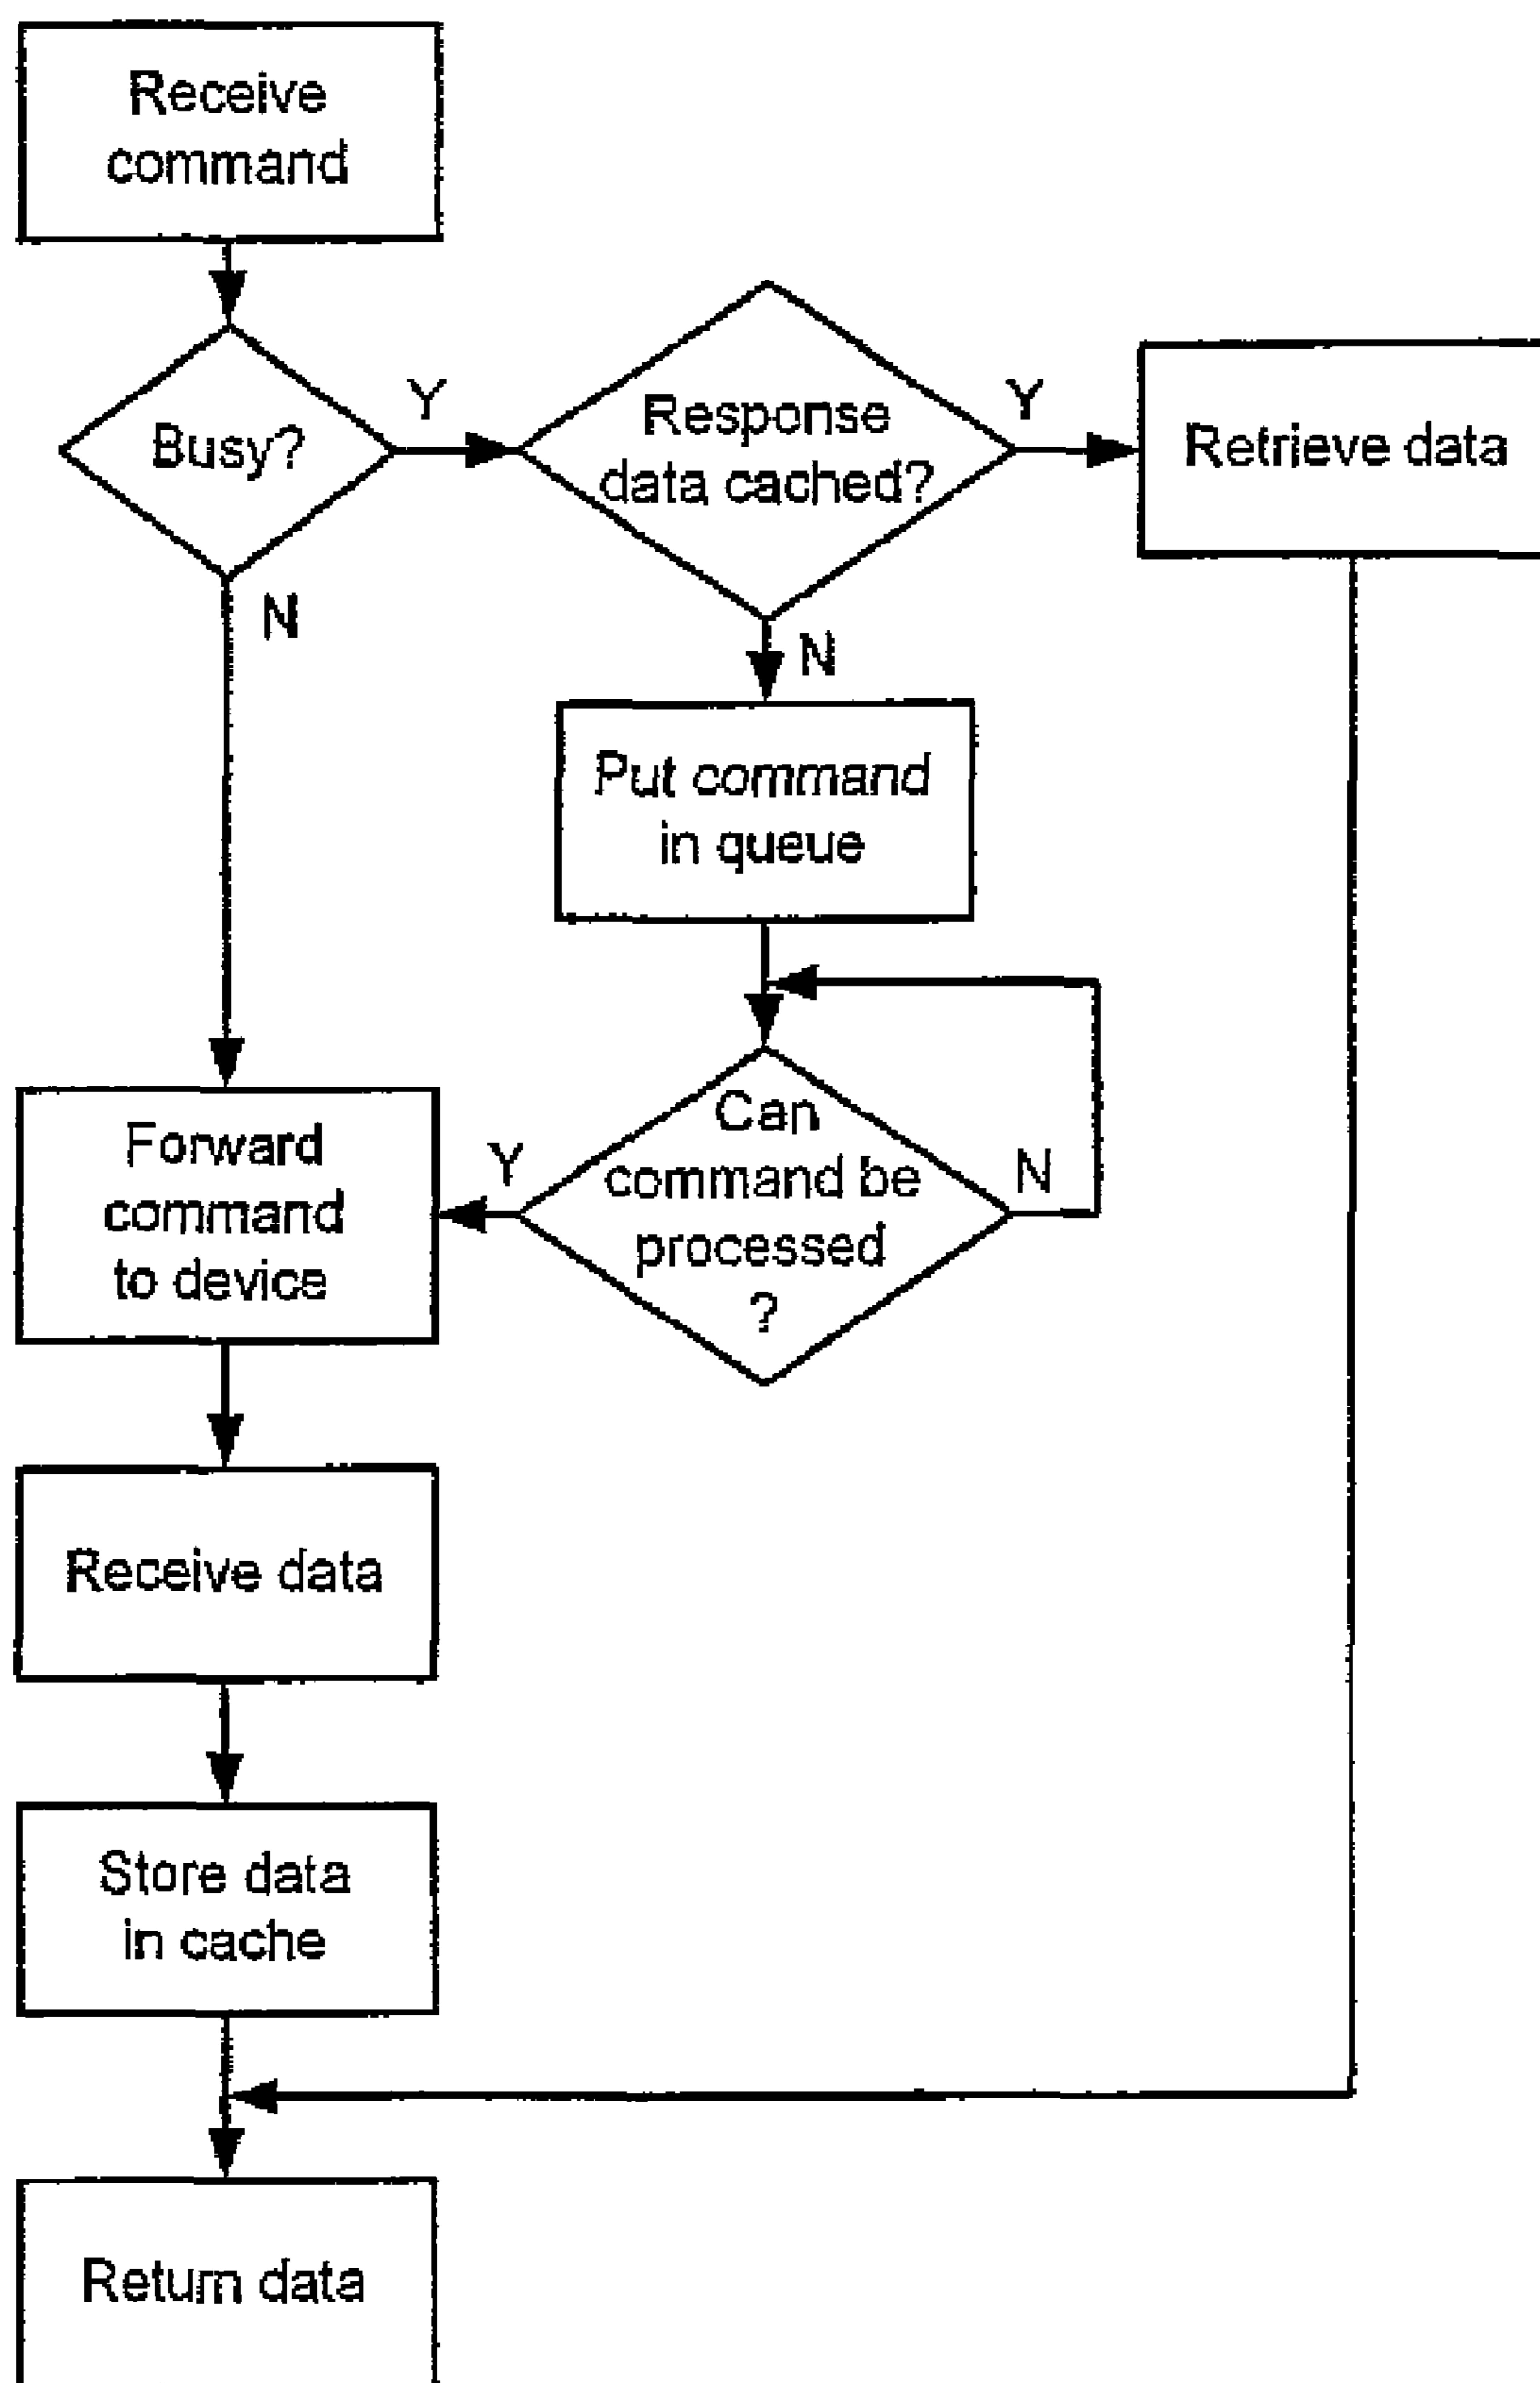 Receive
command
Busy?
Y
N
Response
data cached?
Y
N
Retrieve data
Put command
in queue
Can
command be
processed
?
Y
N
Forward
command
to device
Receive data
Store data
in cache
Return data